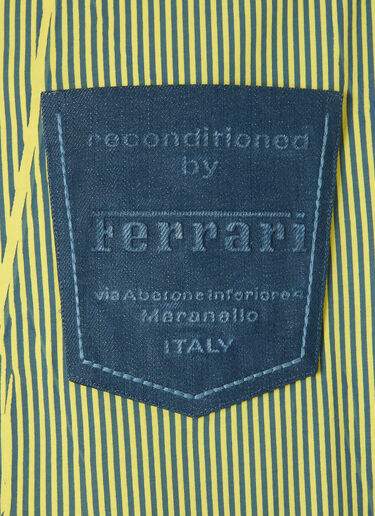 reconditioned
by
Ferrari
via Abetone Inferiore 4
Maranello
ITALY